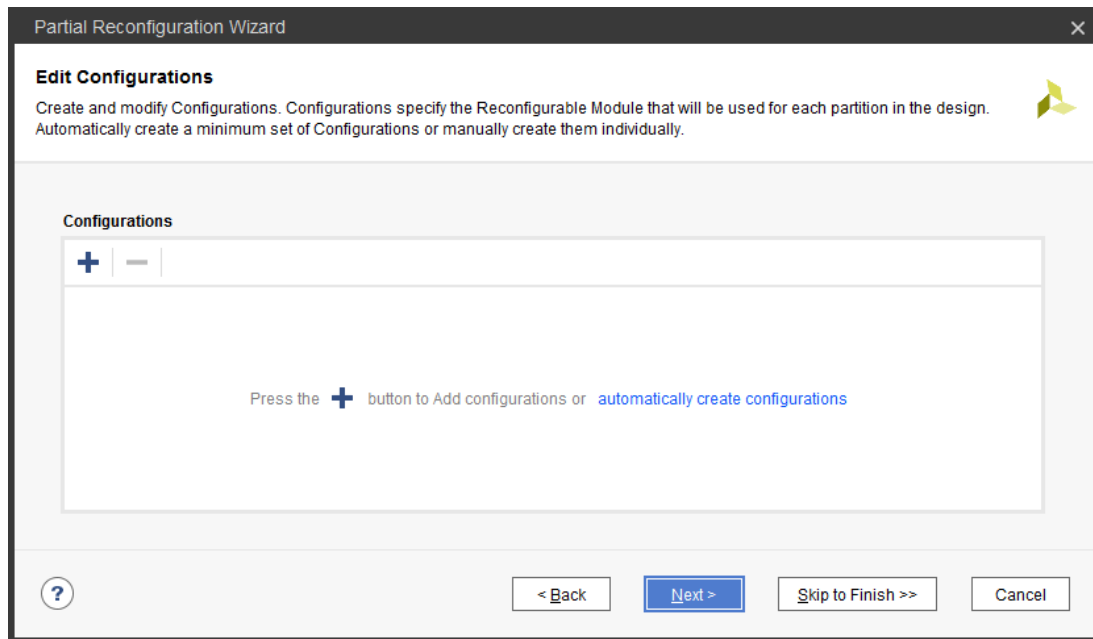 Partial Reconfiguration Wizard
Edit Configurations
Create and modify Configurations. Configurations specify the Reconfigurable Module that will be used for each partition in the design.
Automatically create a minimum set of Configurations or manually create them individually.
Configurations
Press the + button to Add configurations or automatically create configurations
? < Back Next > Skip to Finish >> Cancel